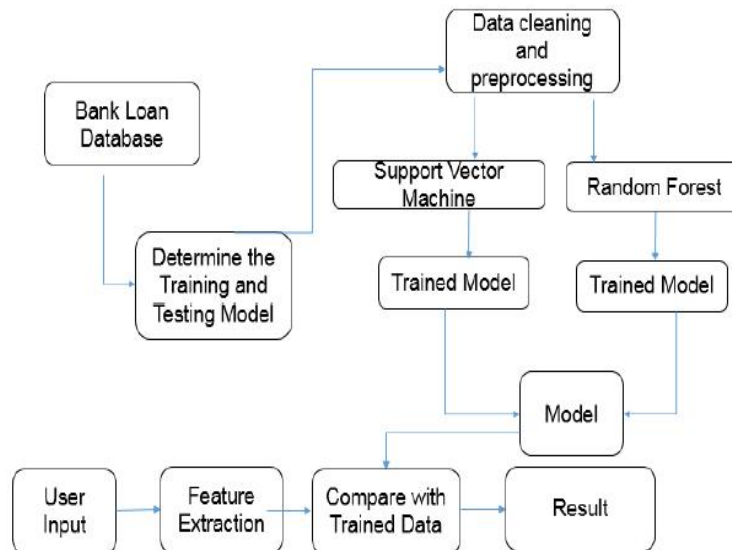 Data cleaning
and
preprocessing
Bank Loan
Database
Support Vector
Machine
Random Forest
Determine the
Training and
Testing Model
Trained Model
Trained Model
Model
User
Input
Feature
Extraction
Compare with
Trained Data
Result